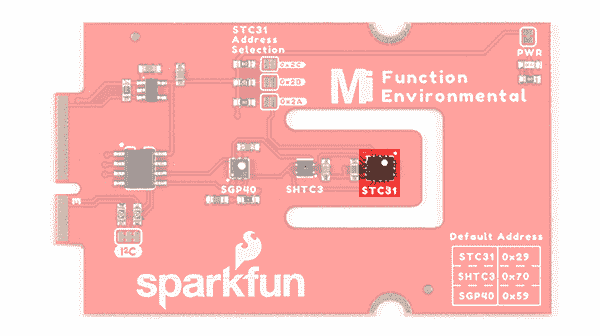 STC31
Address
Selection
0x2C
0x2B
0x2A
PWR
Mi Function
Environmental
SGP40
SHTC3
STC31
I²C
Default Address
STC31 0x29
SHTC3 0x70
SGP40 0x59
sparkfun